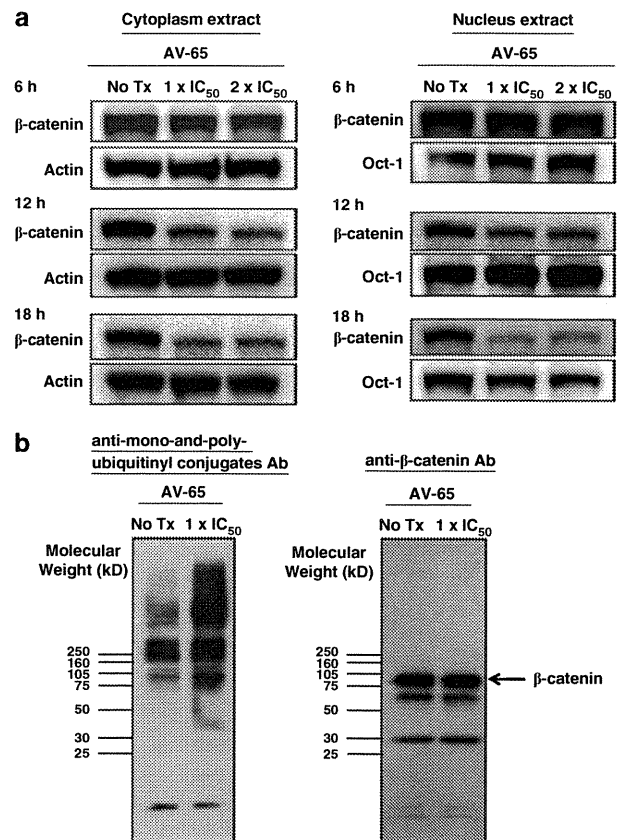 a
Cytoplasm extract
Nucleus extract
AV-65
AV-65
6 h
No Tx
1 x IC50
2 x IC50
6 h
No Tx
1 x IC50
2 x IC50
β-catenin
β-catenin
Actin
Oct-1
12 h
12 h
β-catenin
β-catenin
Actin
Oct-1
18 h
18 h
β-catenin
β-catenin
Actin
Oct-1
b
anti-mono-and-poly-
ubiquitinyl conjugates Ab
anti-β-catenin Ab
AV-65
AV-65
No Tx
1 x IC50
No Tx
1 x IC50
Molecular
Weight (kD)
Molecular
Weight (kD)
250
160
105
75
50
30
25
250
160
105
75
50
30
25
β-catenin